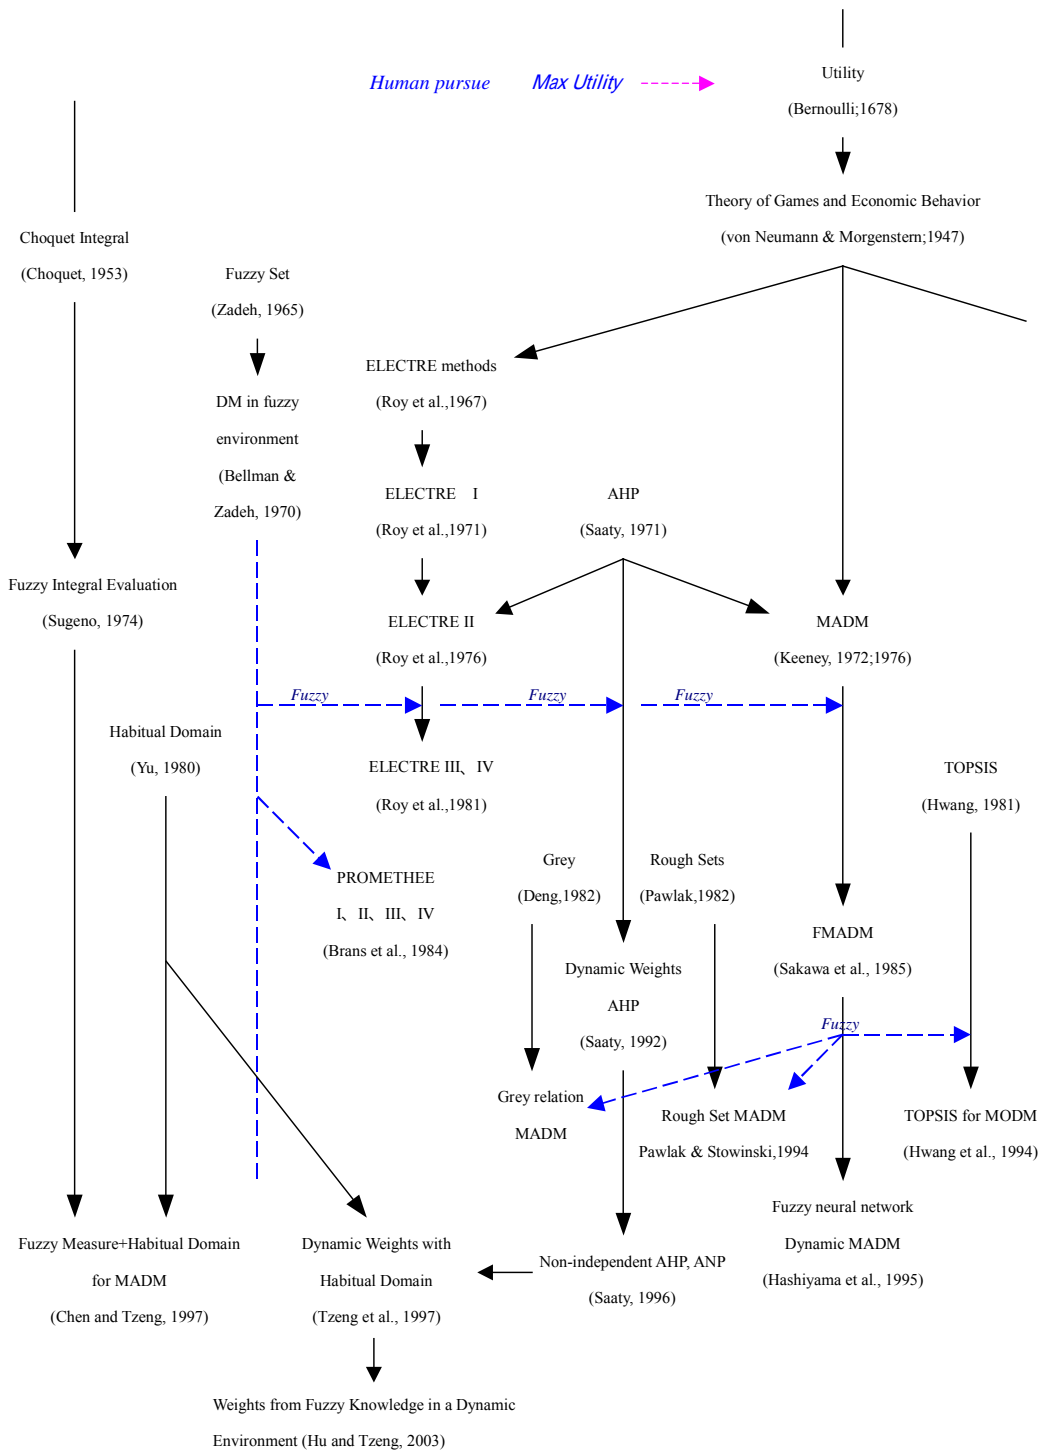 Human pursue Max Utility
Utility
(Bernoulli;1678)
Theory of Games and Economic Behavior
(von Neumann & Morgenstern;1947)
Choquet Integral
(Choquet, 1953)
Fuzzy Set
(Zadeh, 1965)
ELECTRE methods
(Roy et al.,1967)
DM in fuzzy
environment
(Bellman &
Zadeh, 1970)
ELECTRE I
(Roy et al.,1971)
AHP
(Saaty, 1971)
Fuzzy Integral Evaluation
(Sugeno, 1974)
ELECTRE II
(Roy et al.,1976)
MADM
(Keeney, 1972;1976)
Fuzzy
Fuzzy
Fuzzy
Habitual Domain
(Yu, 1980)
ELECTRE III、IV
(Roy et al.,1981)
TOPSIS
(Hwang, 1981)
PROMETHEE
I、II、III、IV
(Brans et al., 1984)
Grey
(Deng,1982)
Rough Sets
(Pawlak,1982)
FMADM
(Sakawa et al., 1985)
Dynamic Weights
AHP
(Saaty, 1992)
Fuzzy
Grey relation
MADM
Rough Set MADM
Pawlak & Stowinski,1994
TOPSIS for MODM
(Hwang et al., 1994)
Fuzzy neural network
Dynamic MADM
(Hashiyama et al., 1995)
Fuzzy Measure+Habitual Domain
for MADM
(Chen and Tzeng, 1997)
Dynamic Weights with
Habitual Domain
(Tzeng et al., 1997)
Non-independent AHP, ANP
(Saaty, 1996)
Weights from Fuzzy Knowledge in a Dynamic
Environment (Hu and Tzeng, 2003)